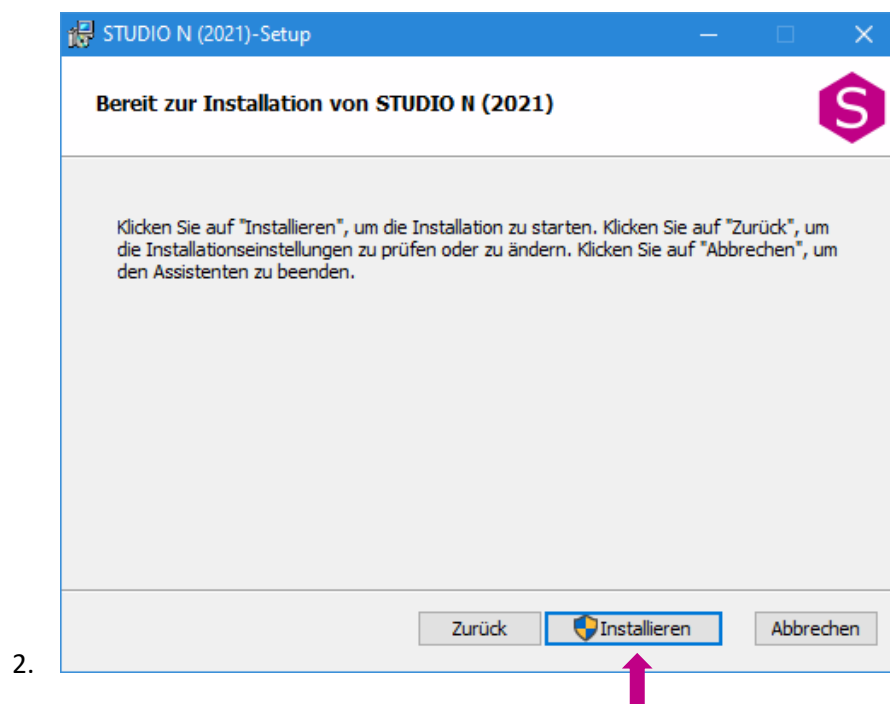 STUDIO N (2021)-Setup
Bereit zur Installation von STUDIO N (2021)
S
Klicken Sie auf "Installieren", um die Installation zu starten. Klicken Sie auf "Zurück", um
die Installationseinstellungen zu prüfen oder zu ändern. Klicken Sie auf "Abbrechen", um
den Assistenten zu beenden.
Zurück Installieren Abbrechen
2.